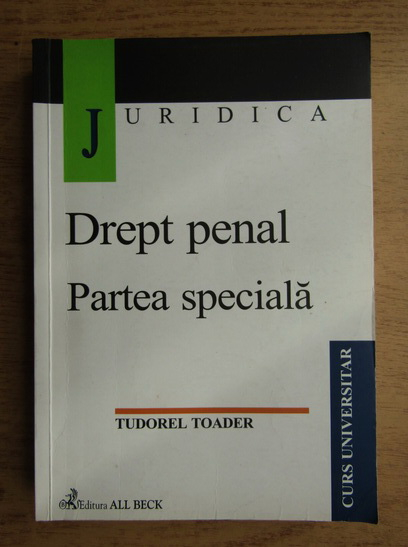 JURIDICA
Drept penal
Partea specială
TUDOREL TOADER
CURS UNIVERSITAR
Editura ALL BECK